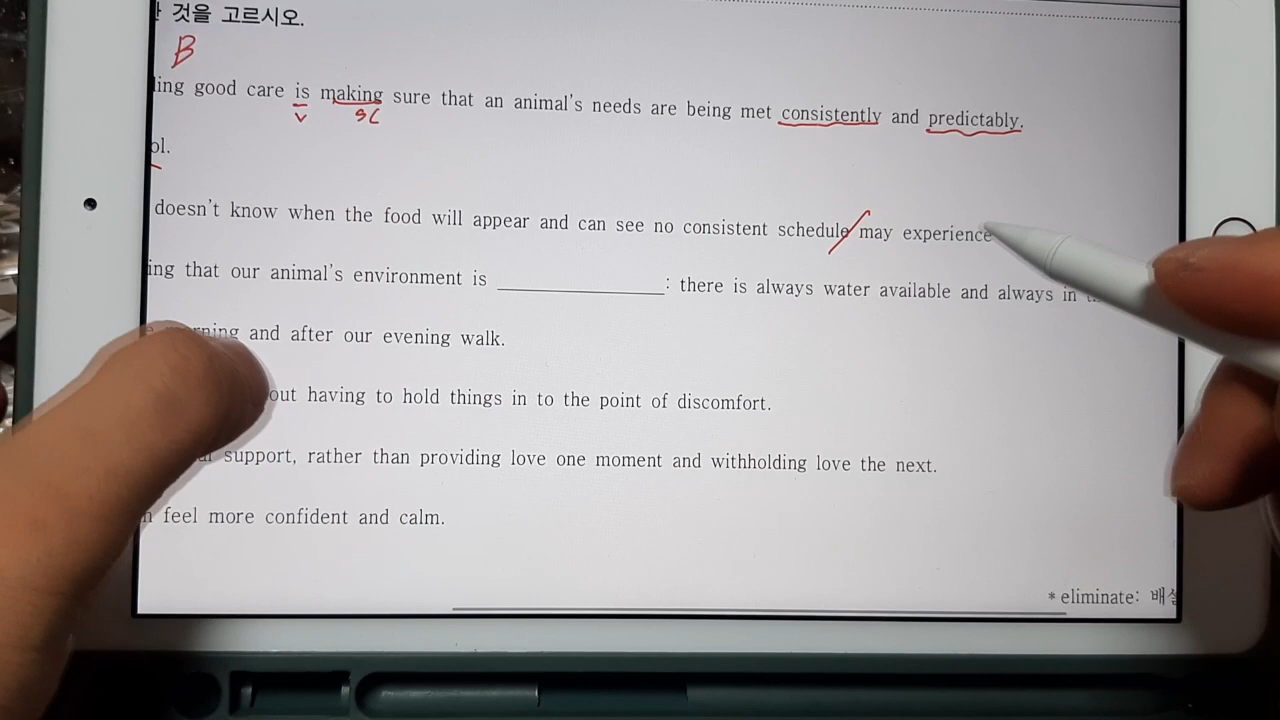 것을 고르시오.
B
ing good care is making sure that an animal's needs are being met consistently and predictably.
v sc
ol.
doesn't know when the food will appear and can see no consistent schedule may experience
ing that our animal's environment is ____________: there is always water available and always in
and after our evening walk.
out having to hold things in to the point of discomfort.
support, rather than providing love one moment and withholding love the next.
feel more confident and calm.
* eliminate: